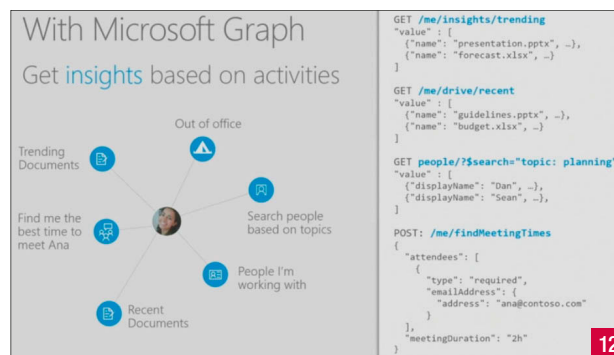 With Microsoft Graph
Get insights based on activities
Out of office
Trending
Documents
Search people
based on topics
Find me the
best time to
meet Ana
People I'm
working with
Recent
Documents
GET /me/insights/trending
"value" : [
{"name": "presentation.pptx", …},
{"name": "forecast.xlsx", …}
]
GET /me/drive/recent
"value" : [
{"name": "guidelines.pptx", …},
{"name": "budget.xlsx", …}
]
GET people/?$search="topic: planning"
"value" : [
{"displayName": "Dan", …},
{"displayName": "Sean", …},
]
POST: /me/findMeetingTimes
{
"attendees": [
{
"type": "required",
"emailAddress": {
"address": "ana@contoso.com"
}
],
"meetingDuration": "2h"
}
12